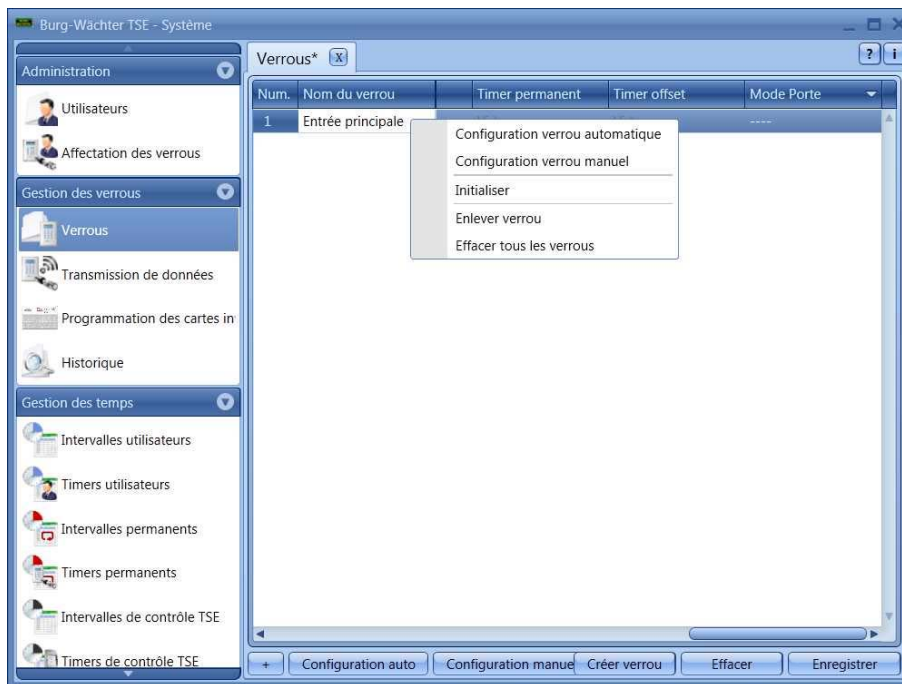 Burg-Wächter TSE - Système
Administration
Utilisateurs
Affectation des verrous
Gestion des verrous
Verrous
Transmission de données
Programmation des cartes in
Historique
Gestion des temps
Intervalles utilisateurs
Timers utilisateurs
Intervalles permanents
Timers permanents
Intervalles de contrôle TSE
Timers de contrôle TSE
Verrous* X
? i
Num. Nom du verrou Timer permanent Timer offset Mode Porte
1 Entrée principale ----
Configuration verrou automatique
Configuration verrou manuel
Initialiser
Enlever verrou
Effacer tous les verrous
+ Configuration auto Configuration manue Créer verrou Effacer Enregistrer